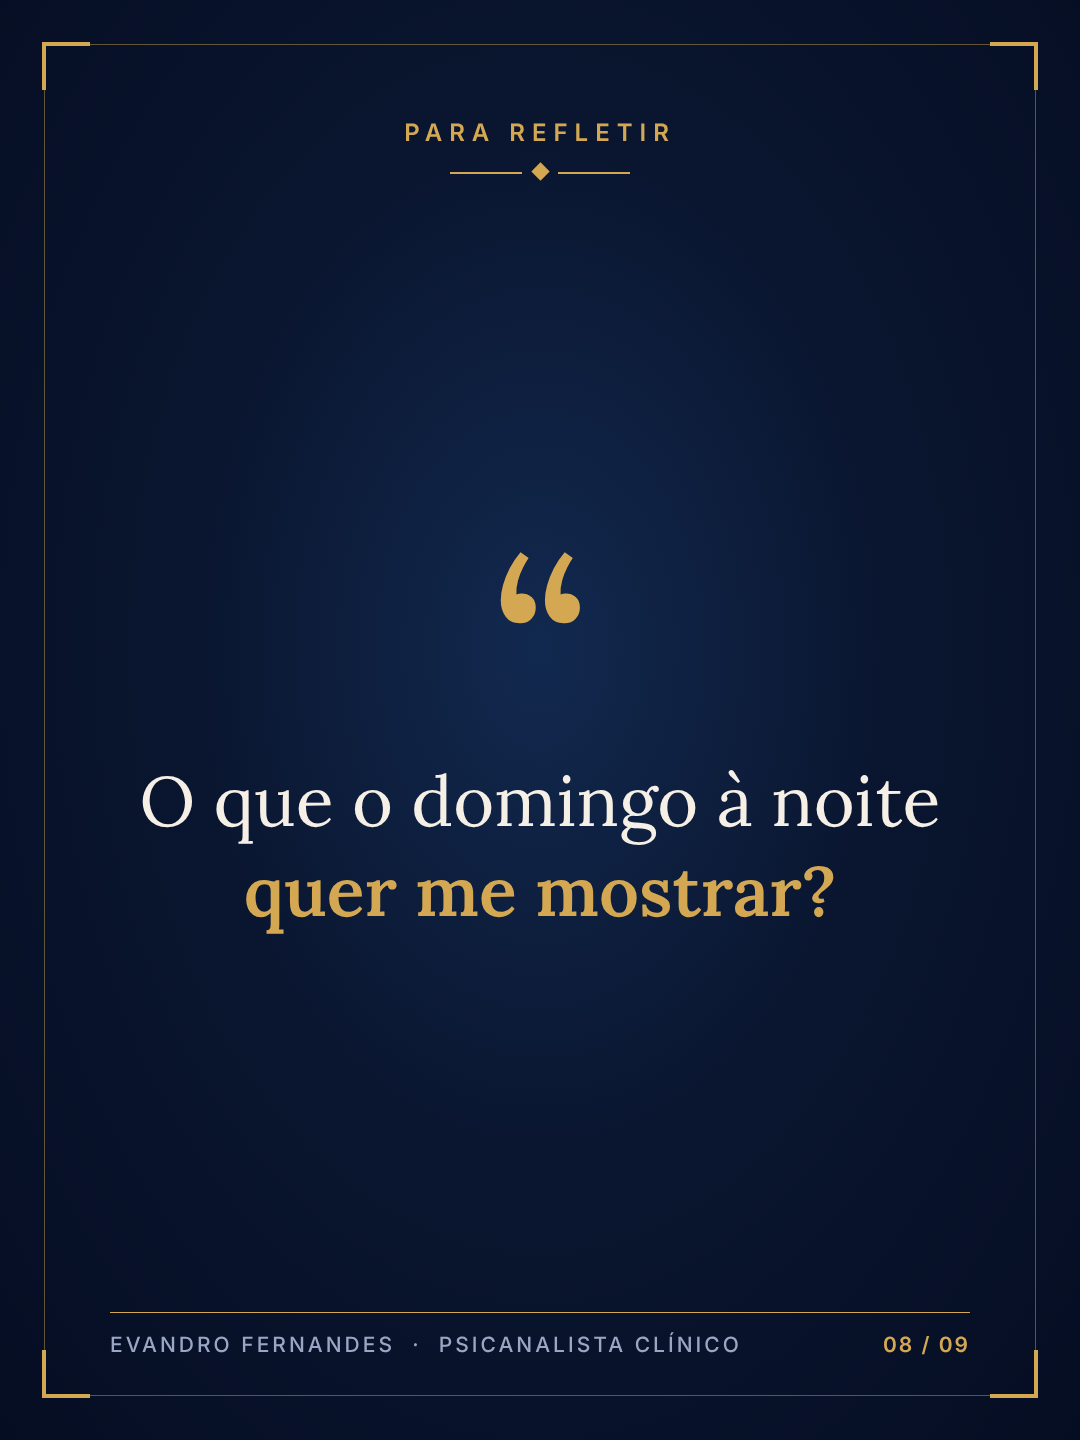 PARA REFLETIR
“
O que o domingo à noite
quer me mostrar?
EVANDRO FERNANDES · PSICANALISTA CLÍNICO 08 / 09